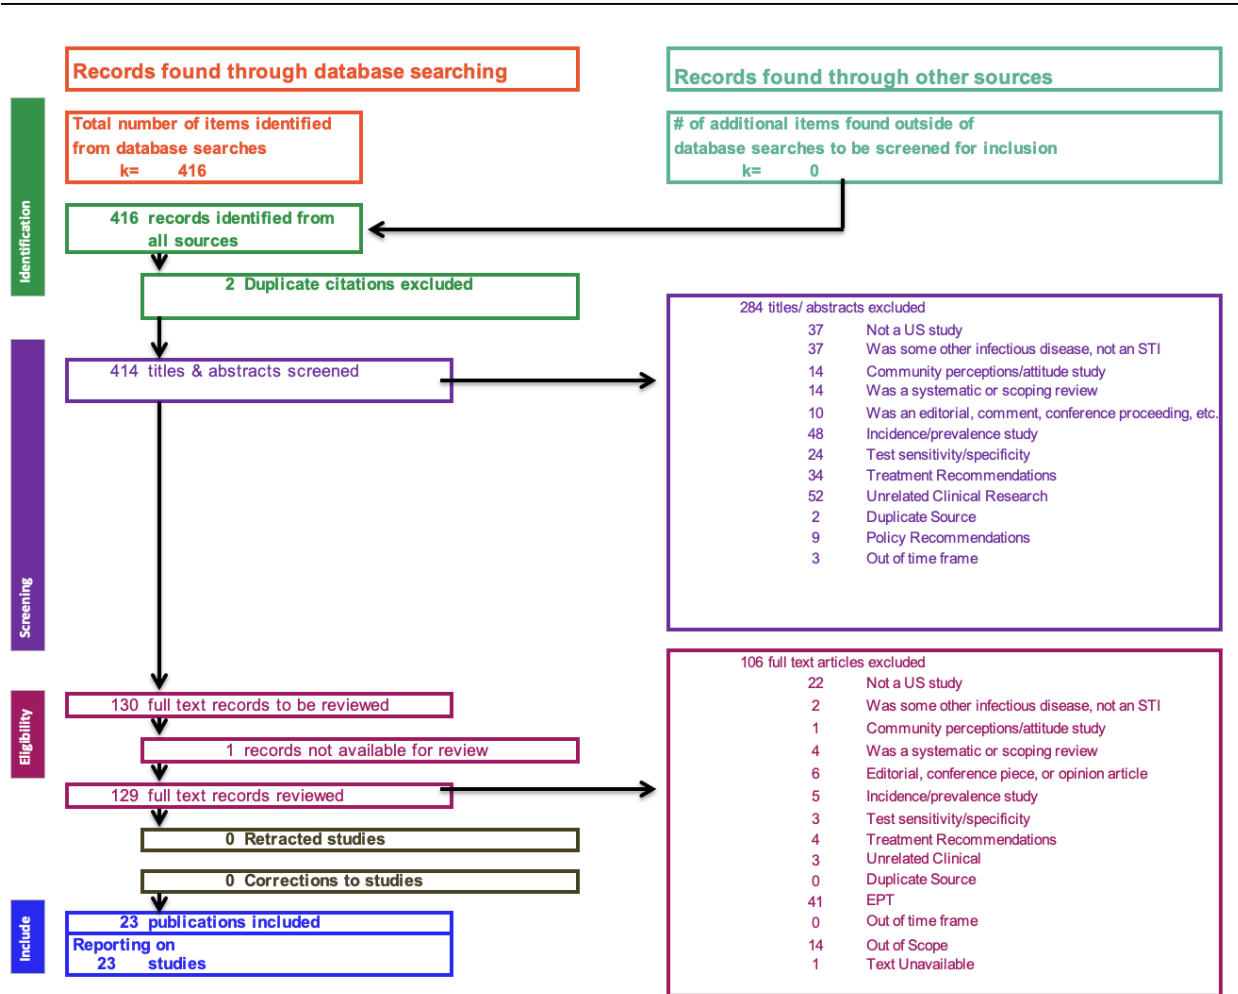 Records found through database searching
Records found through other sources
Identification
Total number of items identified
from database searches
k= 416
# of additional items found outside of
database searches to be screened for inclusion
k= 0
416 records identified from
all sources
2 Duplicate citations excluded
Screening
414 titles & abstracts screened
284 titles/ abstracts excluded
37 Not a US study
37 Was some other infectious disease, not an STI
14 Community perceptions/attitude study
14 Was a systematic or scoping review
10 Was an editorial, comment, conference proceeding, etc.
48 Incidence/prevalence study
24 Test sensitivity/specificity
34 Treatment Recommendations
52 Unrelated Clinical Research
2 Duplicate Source
9 Policy Recommendations
3 Out of time frame
Eligibility
130 full text records to be reviewed
1 records not available for review
129 full text records reviewed
106 full text articles excluded
22 Not a US study
2 Was some other infectious disease, not an STI
1 Community perceptions/attitude study
4 Was a systematic or scoping review
6 Editorial, conference piece, or opinion article
5 Incidence/prevalence study
3 Test sensitivity/specificity
4 Treatment Recommendations
3 Unrelated Clinical
0 Duplicate Source
41 EPT
0 Out of time frame
14 Out of Scope
1 Text Unavailable
0 Retracted studies
0 Corrections to studies
Include
23 publications included
Reporting on
23 studies